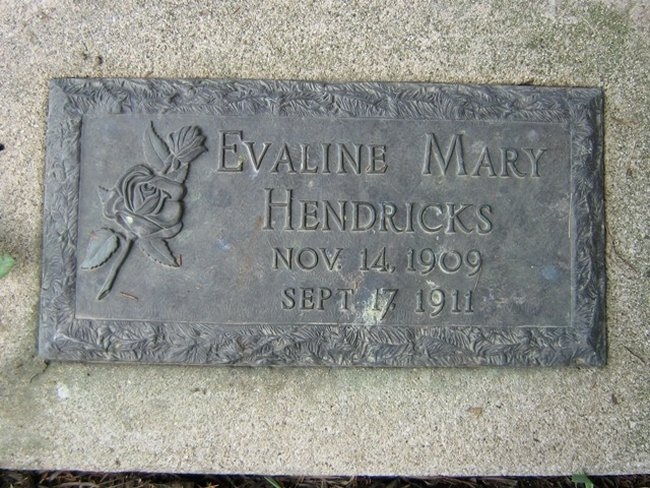 Evaline Mary
Hendricks
Nov. 14, 1909
Sept. 17, 1911